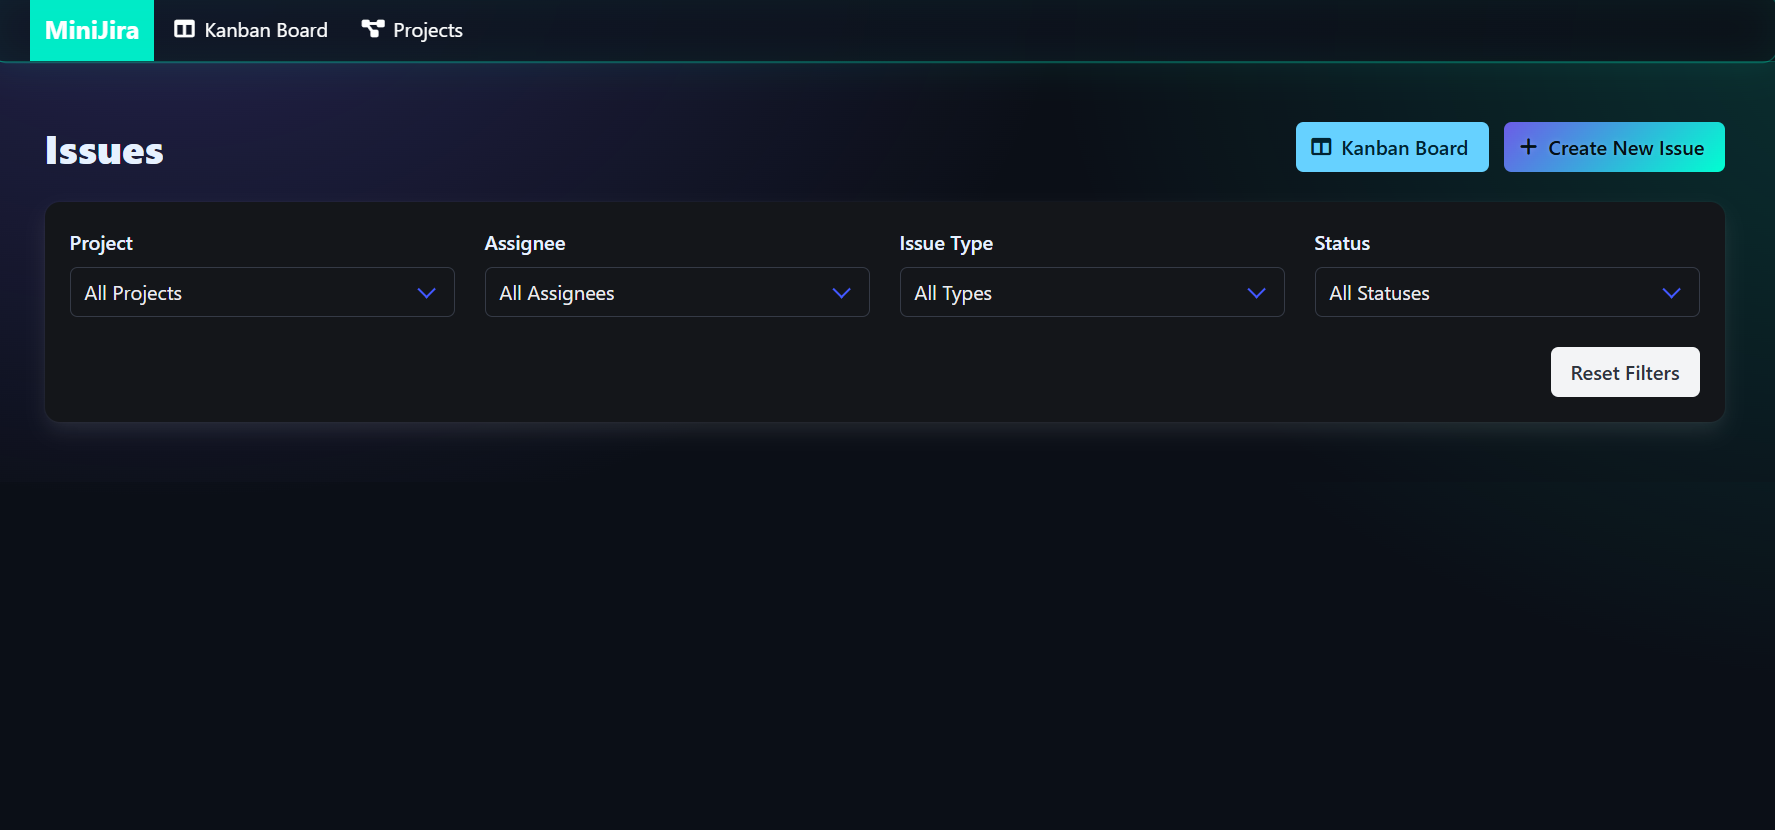 MiniJira
Kanban Board
Projects
Issues
Kanban Board
Create New Issue
Project
Assignee
Issue Type
Status
All Projects
All Assignees
All Types
All Statuses
Reset Filters